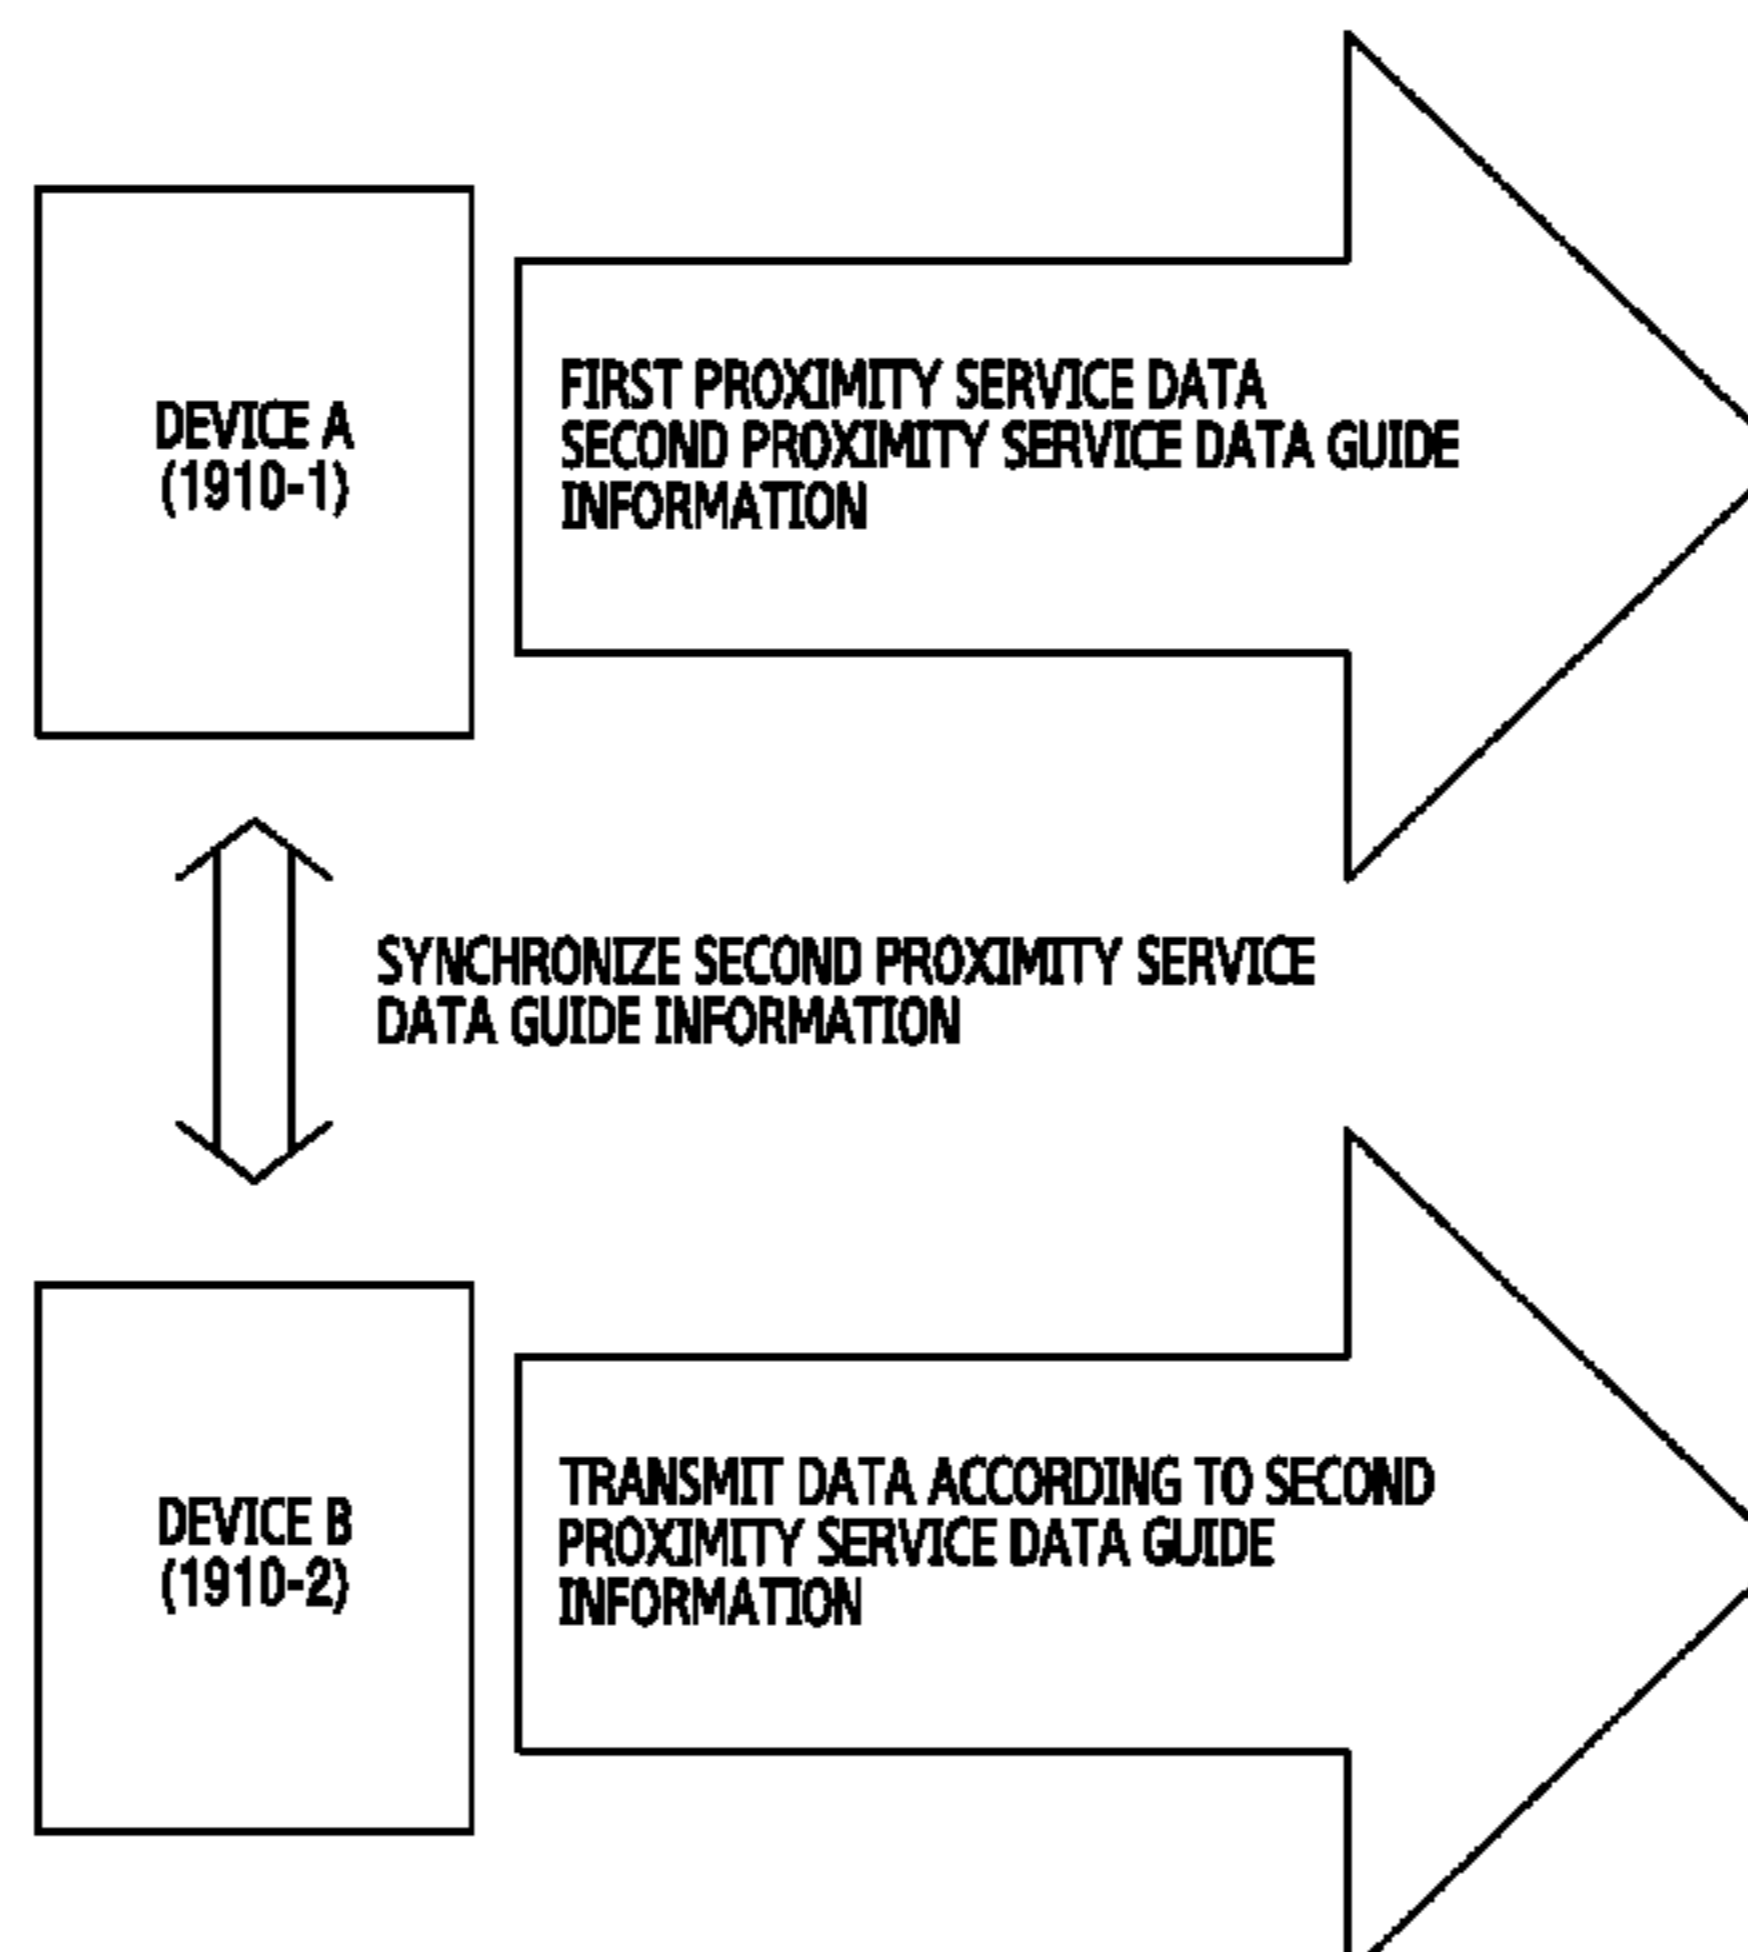 DEVICE A
(1910-1)
FIRST PROXIMITY SERVICE DATA
SECOND PROXIMITY SERVICE DATA GUIDE
INFORMATION
SYNCHRONIZE SECOND PROXIMITY SERVICE
DATA GUIDE INFORMATION
DEVICE B
(1910-2)
TRANSMIT DATA ACCORDING TO SECOND
PROXIMITY SERVICE DATA GUIDE
INFORMATION